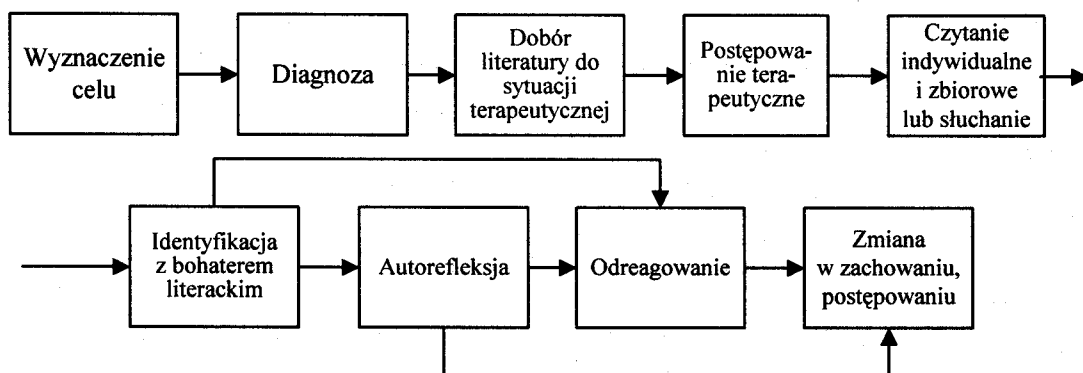 Wyznaczenie
celu
Diagnoza
Dobór
literatury do
sytuacji
terapeutycznej
Postępowa-
nie tera-
peutyczne
Czytanie
indywidualne
i zbiorowe
lub słuchanie
Identyfikacja
z bohaterem
literackim
Autorefleksja
Odreagowanie
Zmiana
w zachowaniu,
postępowaniu